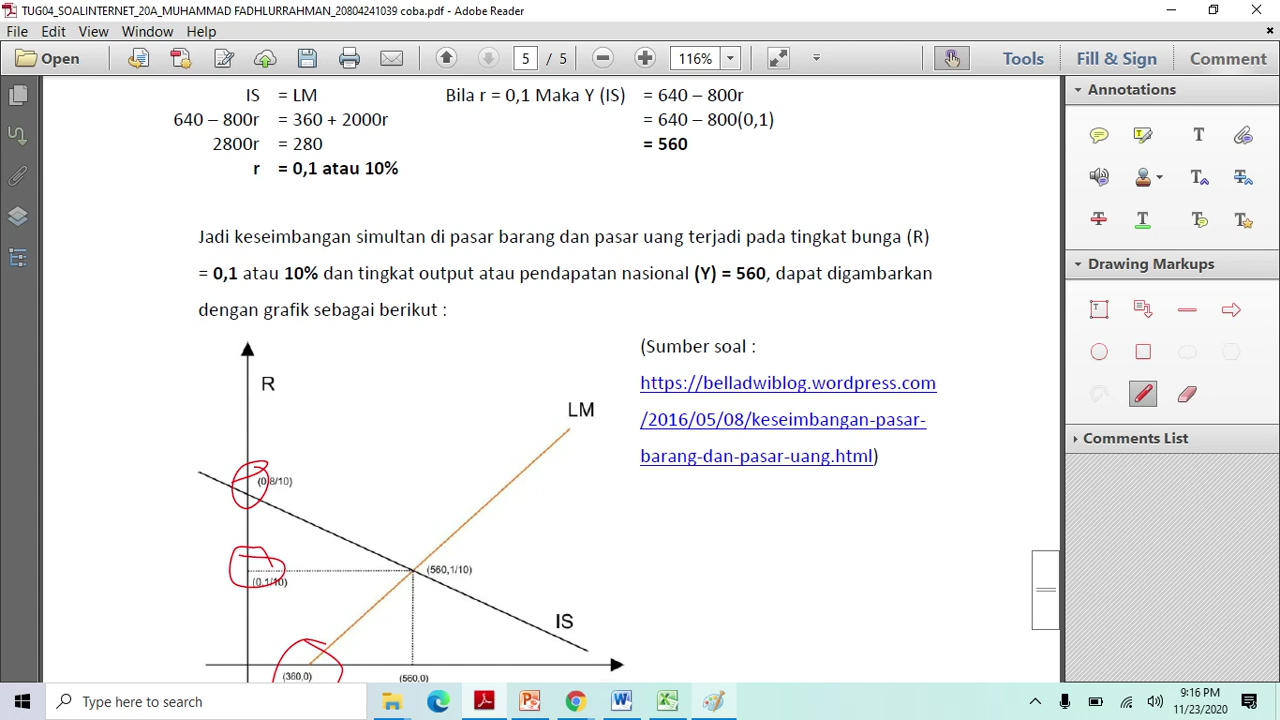 TUG04_SOALINTERNET_20A_MUHAMMAD FADHLURRAHMAN_20804241039 coba.pdf - Adobe Reader
File Edit View Window Help
Open 5 / 5 116% Tools Fill & Sign Comment
IS = LM
640 – 800r = 360 + 2000r
2800r = 280
r = 0,1 atau 10%
Bila r = 0,1 Maka Y (IS) = 640 – 800r
= 640 – 800(0,1)
= 560
Jadi keseimbangan simultan di pasar barang dan pasar uang terjadi pada tingkat bunga (R)
= 0,1 atau 10% dan tingkat output atau pendapatan nasional (Y) = 560, dapat digambarkan
dengan grafik sebagai berikut :
R
LM
(0,8/10)
(560,1/10)
(0,1/10)
IS
(360,0)
(560,0)
(Sumber soal :
https://belladwiblog.wordpress.com
/2016/05/08/keseimbangan-pasar-
barang-dan-pasar-uang.html)
Annotations
T
T
T
T
T
T
T
Drawing Markups
T
Comments List
Type here to search
9:16 PM
11/23/2020